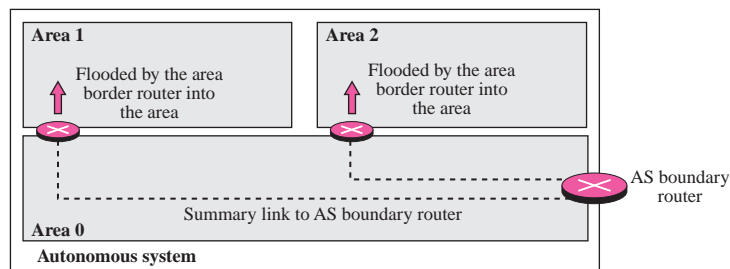 Area 1
Flooded by the area
border router into
the area
Area 2
Flooded by the area
border router into
the area
AS boundary
router
Summary link to AS boundary router
Area 0
Autonomous system